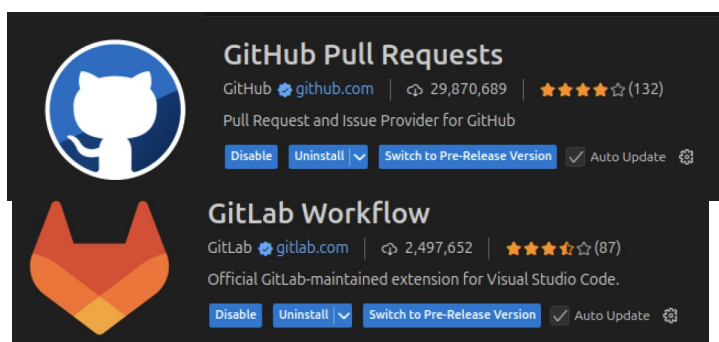 GitHub Pull Requests
GitHub github.com 29,870,689 (132)
Pull Request and Issue Provider for GitHub
Disable Uninstall Switch to Pre-Release Version Auto Update
GitLab Workflow
GitLab gitlab.com 2,497,652 (87)
Official GitLab-maintained extension for Visual Studio Code.
Disable Uninstall Switch to Pre-Release Version Auto Update